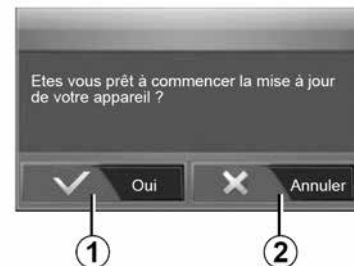 Etes vous prêt à commencer la mise à jour
de votre appareil ?
Oui
Annuler
1
2